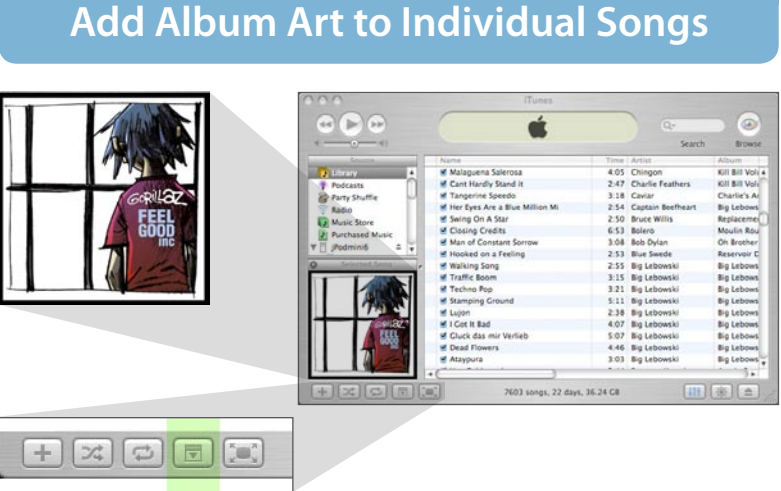 Add Album Art to Individual Songs
GORILLAZ
FEEL
GOOD
INC
iTunes
Search
Browse
Source
Library
Podcasts
Party Shuffle
Radio
Music Store
Purchased Music
jPodmini6
Selected Song
Name Time Artist Album
Malaguena Salerosa 4:05 Chingon Kill Bill Volu
Cant Hardly Stand it 2:47 Charlie Feathers Kill Bill Volu
Tangerine Speedo 3:18 Caviar Charlie's A
Her Eyes Are a Blue Million Mi 2:54 Captain Beefheart Big Lebows
Swing On A Star 2:50 Bruce Willis Replaceme
Closing Credits 6:53 Bolero Moulin Rou
Man of Constant Sorrow 3:08 Bob Dylan Oh Brother
Hooked on a Feeling 2:53 Blue Swede Reservoir D
Walking Song 2:55 Big Lebowski Big Lebows
Traffic Boom 3:15 Big Lebowski Big Lebows
Techno Pop 3:21 Big Lebowski Big Lebows
Stamping Ground 5:11 Big Lebowski Big Lebows
Lujon 2:38 Big Lebowski Big Lebows
I Got It Bad 4:07 Big Lebowski Big Lebows
Gluck das mir Verlieb 5:07 Big Lebowski Big Lebows
Dead Flowers 4:46 Big Lebowski Big Lebows
Ataypura 3:03 Big Lebowski Big Lebows
GORILLAZ
FEEL
GOOD
INC
7603 songs, 22 days, 36.24 GB